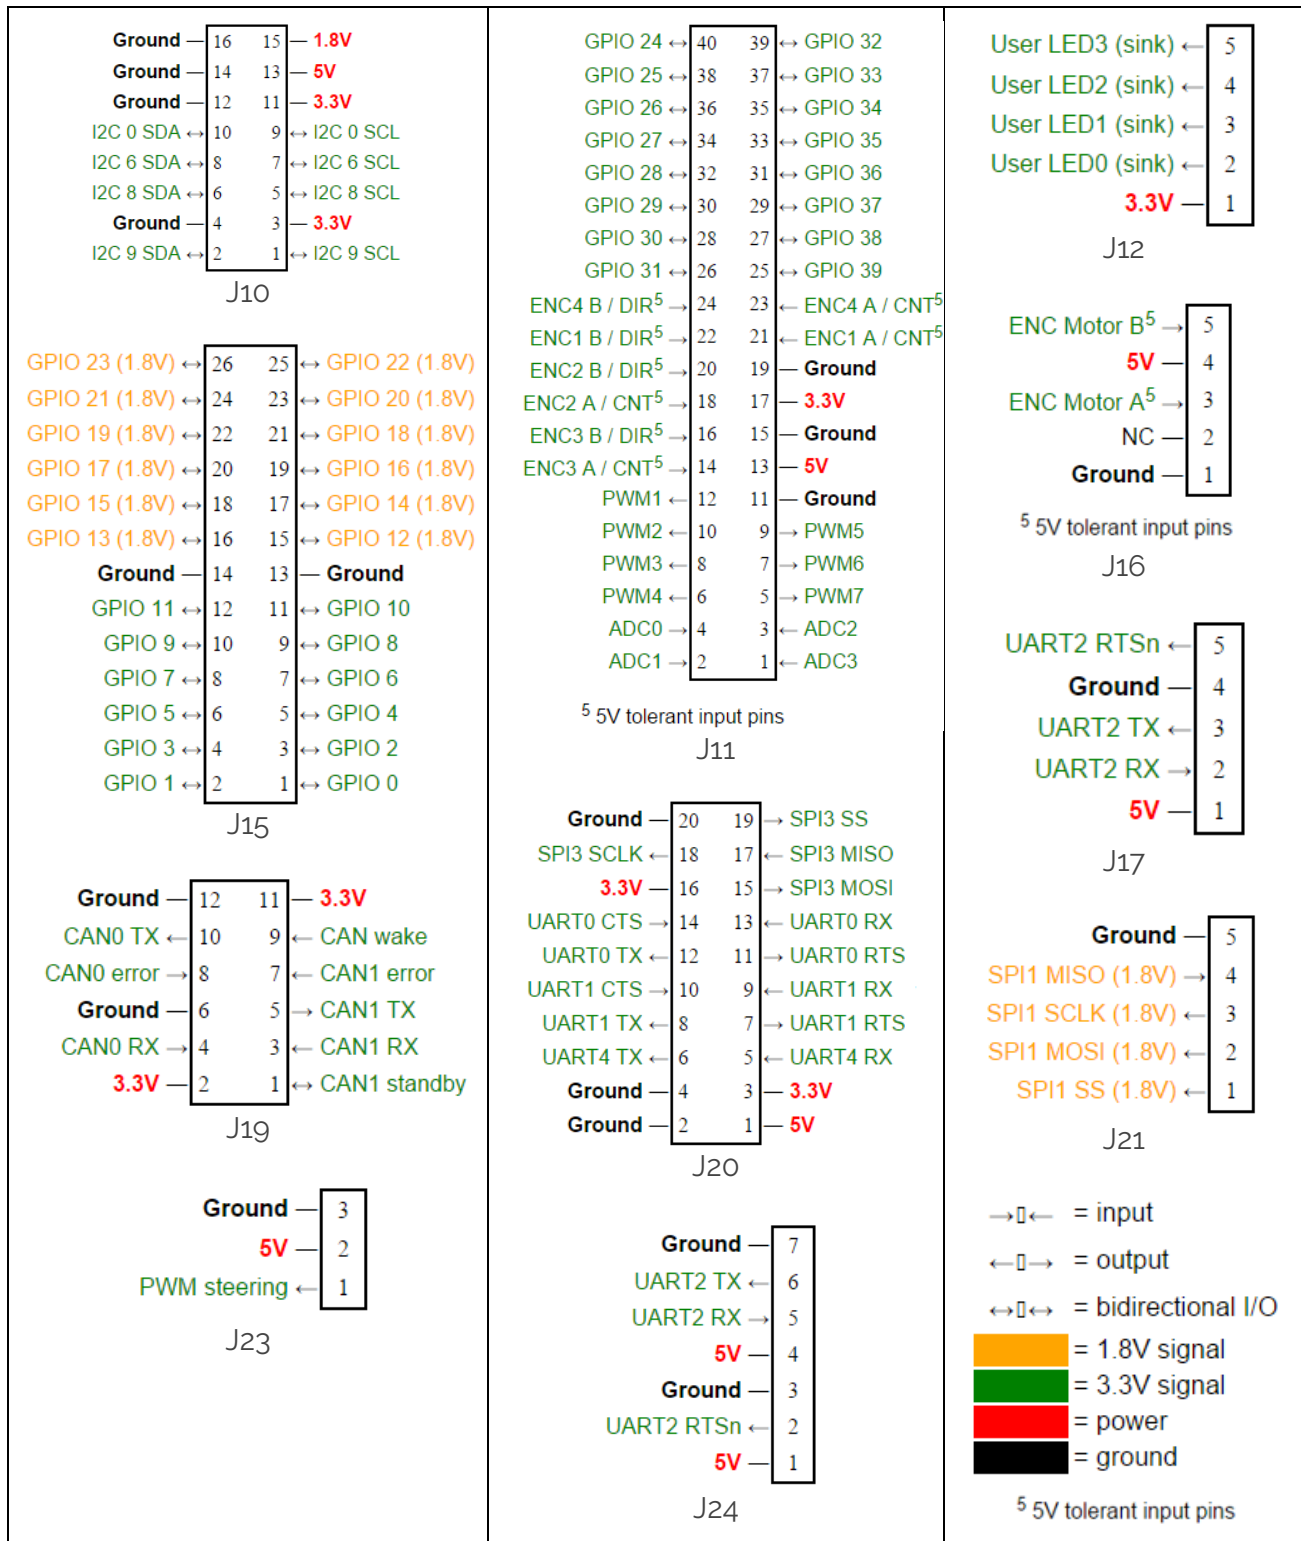 Ground — 16 15 — 1.8V
Ground — 14 13 — 5V
Ground — 12 11 — 3.3V
I2C 0 SDA ↔ 10 9 ↔ I2C 0 SCL
I2C 6 SDA ↔ 8 7 ↔ I2C 6 SCL
I2C 8 SDA ↔ 6 5 ↔ I2C 8 SCL
Ground — 4 3 — 3.3V
I2C 9 SDA ↔ 2 1 ↔ I2C 9 SCL
J10
GPIO 23 (1.8V) ↔ 26 25 ↔ GPIO 22 (1.8V)
GPIO 21 (1.8V) ↔ 24 23 ↔ GPIO 20 (1.8V)
GPIO 19 (1.8V) ↔ 22 21 ↔ GPIO 18 (1.8V)
GPIO 17 (1.8V) ↔ 20 19 ↔ GPIO 16 (1.8V)
GPIO 15 (1.8V) ↔ 18 17 ↔ GPIO 14 (1.8V)
GPIO 13 (1.8V) ↔ 16 15 ↔ GPIO 12 (1.8V)
Ground — 14 13 — Ground
GPIO 11 ↔ 12 11 ↔ GPIO 10
GPIO 9 ↔ 10 9 ↔ GPIO 8
GPIO 7 ↔ 8 7 ↔ GPIO 6
GPIO 5 ↔ 6 5 ↔ GPIO 4
GPIO 3 ↔ 4 3 ↔ GPIO 2
GPIO 1 ↔ 2 1 ↔ GPIO 0
J15
Ground — 12 11 — 3.3V
CAN0 TX ← 10 9 ← CAN wake
CAN0 error → 8 7 ← CAN1 error
Ground — 6 5 → CAN1 TX
CAN0 RX → 4 3 ← CAN1 RX
3.3V — 2 1 ↔ CAN1 standby
J19
Ground — 3
5V — 2
PWM steering ← 1
J23
GPIO 24 ↔ 40 39 ↔ GPIO 32
GPIO 25 ↔ 38 37 ↔ GPIO 33
GPIO 26 ↔ 36 35 ↔ GPIO 34
GPIO 27 ↔ 34 33 ↔ GPIO 35
GPIO 28 ↔ 32 31 ↔ GPIO 36
GPIO 29 ↔ 30 29 ↔ GPIO 37
GPIO 30 ↔ 28 27 ↔ GPIO 38
GPIO 31 ↔ 26 25 ↔ GPIO 39
ENC4 B / DIR⁵ → 24 23 ← ENC4 A / CNT⁵
ENC1 B / DIR⁵ → 22 21 ← ENC1 A / CNT⁵
ENC2 B / DIR⁵ → 20 19 — Ground
ENC2 A / CNT⁵ → 18 17 — 3.3V
ENC3 B / DIR⁵ → 16 15 — Ground
ENC3 A / CNT⁵ → 14 13 — 5V
PWM1 ← 12 11 — Ground
PWM2 ← 10 9 → PWM5
PWM3 ← 8 7 → PWM6
PWM4 ← 6 5 → PWM7
ADC0 → 4 3 ← ADC2
ADC1 → 2 1 ← ADC3
⁵ 5V tolerant input pins
J11
Ground — 20 19 → SPI3 SS
SPI3 SCLK ← 18 17 ← SPI3 MISO
3.3V — 16 15 → SPI3 MOSI
UART0 CTS → 14 13 ← UART0 RX
UART0 TX ← 12 11 → UART0 RTS
UART1 CTS → 10 9 ← UART1 RX
UART1 TX ← 8 7 → UART1 RTS
UART4 TX ← 6 5 ← UART4 RX
Ground — 4 3 — 3.3V
Ground — 2 1 — 5V
J20
Ground — 7
UART2 TX ← 6
UART2 RX → 5
5V — 4
Ground — 3
UART2 RTSn ← 2
5V — 1
J24
User LED3 (sink) ← 5
User LED2 (sink) ← 4
User LED1 (sink) ← 3
User LED0 (sink) ← 2
3.3V — 1
J12
ENC Motor B⁵ → 5
5V — 4
ENC Motor A⁵ → 3
NC — 2
Ground — 1
⁵ 5V tolerant input pins
J16
UART2 RTSn ← 5
Ground — 4
UART2 TX ← 3
UART2 RX → 2
5V — 1
J17
Ground — 5
SPI1 MISO (1.8V) → 4
SPI1 SCLK (1.8V) ← 3
SPI1 MOSI (1.8V) ← 2
SPI1 SS (1.8V) ← 1
J21
→▯← = input
←▯→ = output
↔▯↔ = bidirectional I/O
= 1.8V signal
= 3.3V signal
= power
= ground
⁵ 5V tolerant input pins